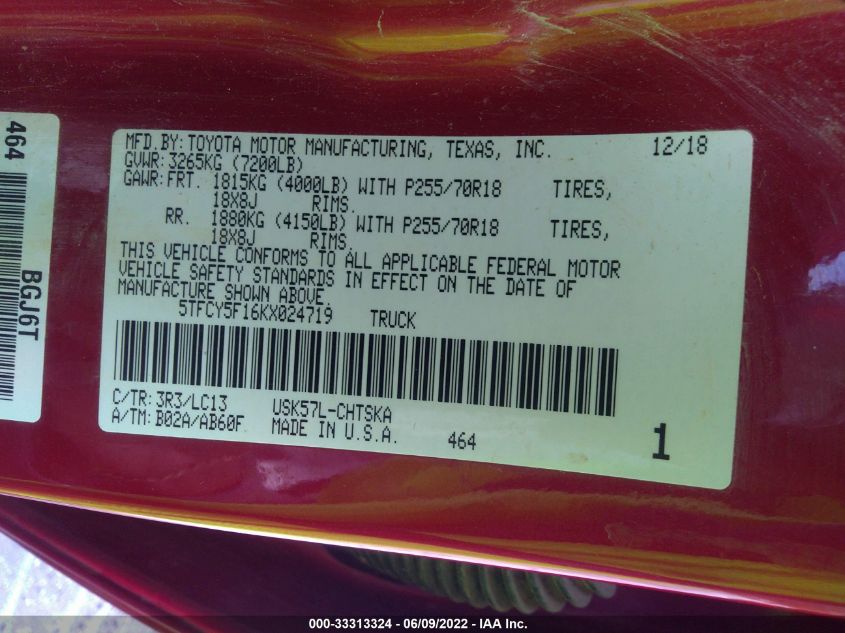 464
BGJ6T
MFD.BY: TOYOTA MOTOR MANUFACTURING, TEXAS, INC. 12/18
GVWR: 3265KG (7200LB)
GAWR: FRT. 1815KG (4000LB) WITH P255/70R18 TIRES,
18X8J RIMS.
RR. 1880KG (4150LB) WITH P255/70R18 TIRES,
18X8J RIMS.
THIS VEHICLE CONFORMS TO ALL APPLICABLE FEDERAL MOTOR
VEHICLE SAFETY STANDARDS IN EFFECT ON THE DATE OF
MANUFACTURE SHOWN ABOVE.
5TFCY5F16KX024719 TRUCK
C/TR: 3R3/LC13 USK57L-CHTSKA
A/TM: B02A/AB60F MADE IN U.S.A. 464 1
000-33313324 - 06/09/2022 - IAA Inc.